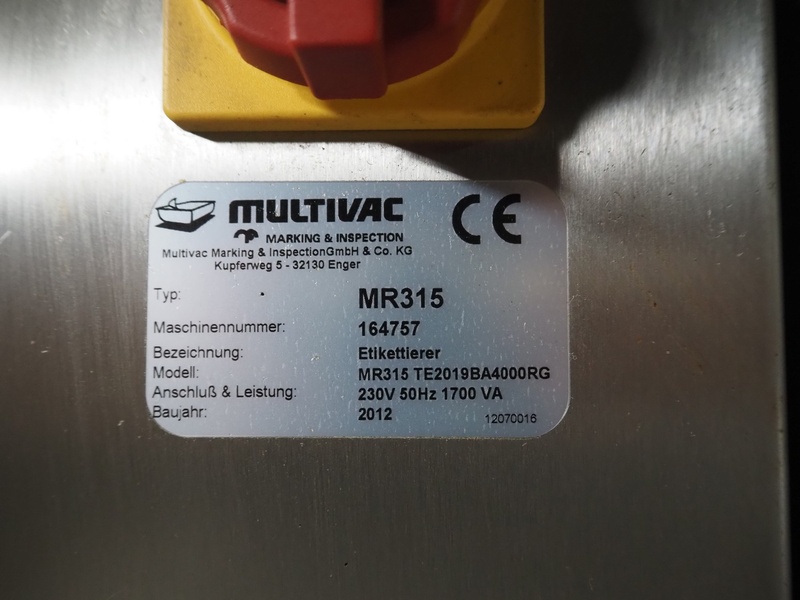 MULTIVAC
CE
MARKING & INSPECTION
Multivac Marking & InspectionGmbH & Co. KG
Kupferweg 5 - 32130 Enger
Typ: MR315
Maschinennummer: 164757
Bezeichnung: Etikettierer
Modell: MR315 TE2019BA4000RG
Anschluß & Leistung: 230V 50Hz 1700 VA
Baujahr: 2012
12070016